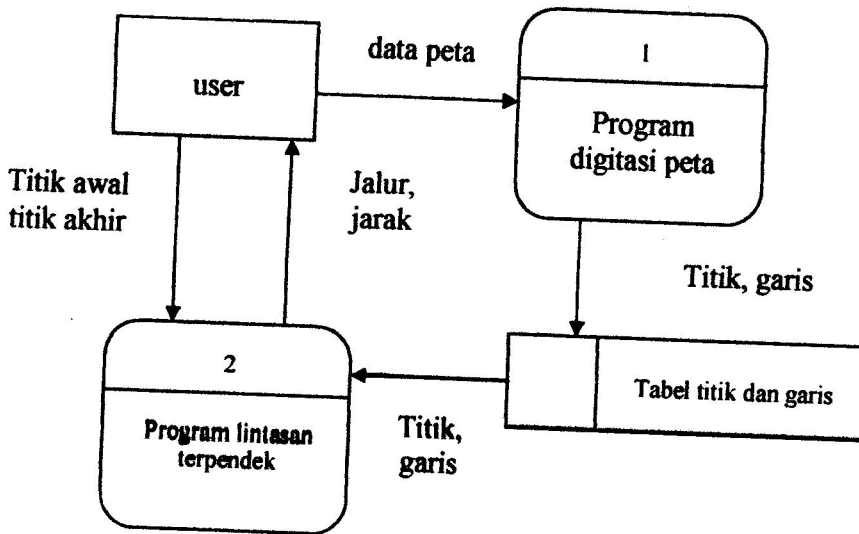 user
data peta
1
Program
digitasi peta
Titik awal
titik akhir
Jalur,
jarak
Titik, garis
2
Program lintasan
terpendek
Titik,
garis
Tabel titik dan garis